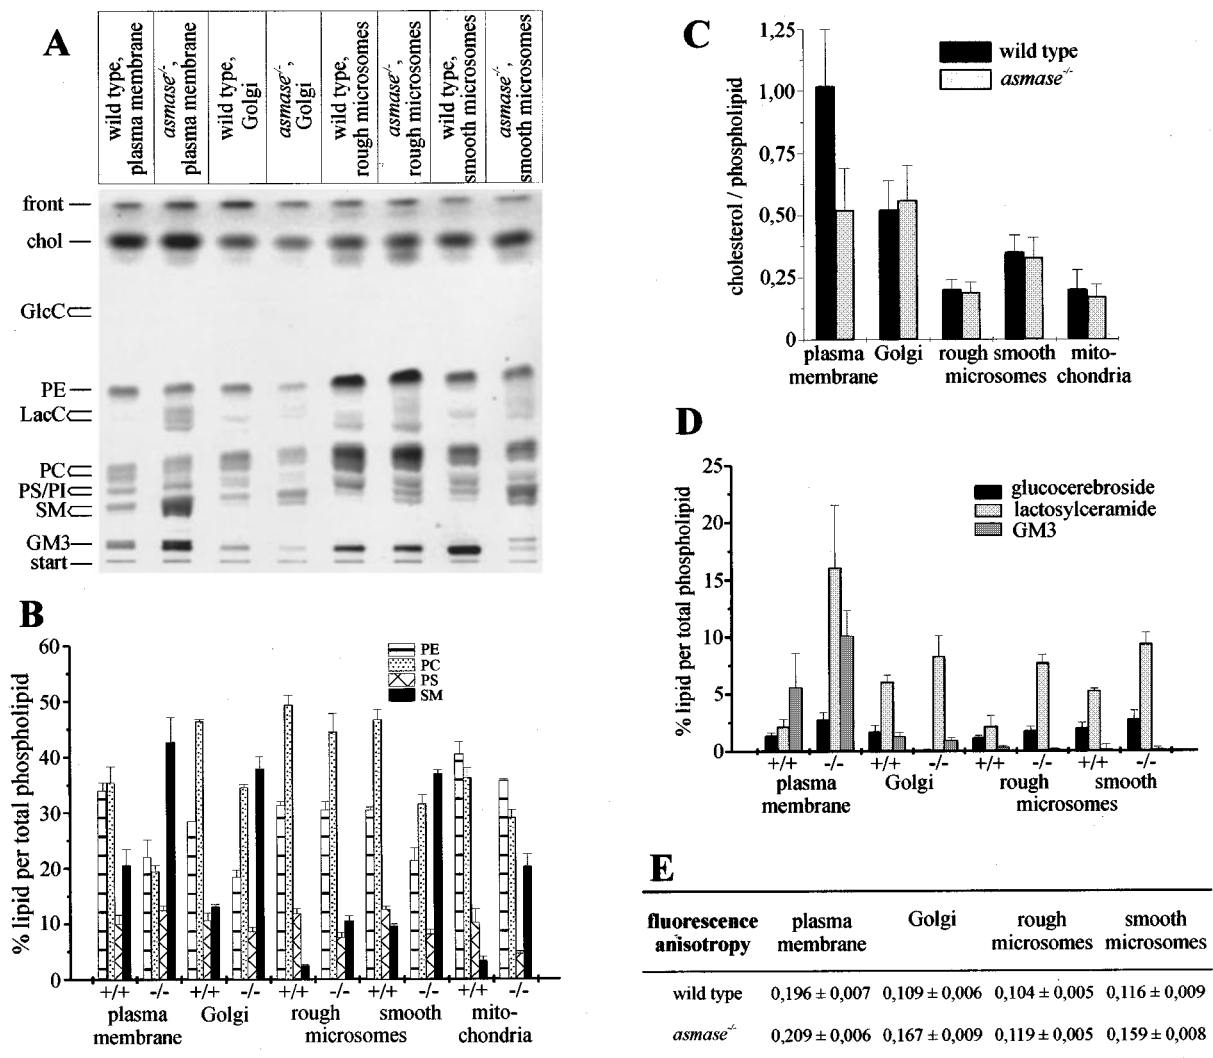 A
wild type,
plasma membrane
asmase-/-,
plasma membrane
wild type,
Golgi
asmase-/-,
Golgi
wild type,
rough microsomes
asmase-/-,
rough microsomes
wild type,
smooth microsomes
asmase-/-,
smooth microsomes
front
chol
GlcC
PE
LacC
PC
PS/PI
SM
GM3
start
B
% lipid per total phospholipid
60
50
40
30
20
10
0
PE
PC
PS
SM
+/+ -/- +/+ -/- +/+ -/- +/+ -/- +/+ -/-
plasma membrane
Golgi
rough smooth
microsomes
mito-
chondria
C
cholesterol / phospholipid
1,25
1,00
0,75
0,50
0,25
0
wild type
asmase-/-
plasma Golgi rough smooth mito-
membrane microsomes chondria
D
% lipid per total phospholipid
25
20
15
10
5
0
glucocerebroside
lactosylceramide
GM3
+/+ -/- +/+ -/- +/+ -/- +/+ -/-
plasma Golgi rough smooth
membrane microsomes
E
fluorescence anisotropy
plasma membrane
Golgi
rough microsomes
smooth microsomes
wild type 0,196 ± 0,007 0,109 ± 0,006 0,104 ± 0,005 0,116 ± 0,009
asmase-/- 0,209 ± 0,006 0,167 ± 0,009 0,119 ± 0,005 0,159 ± 0,008